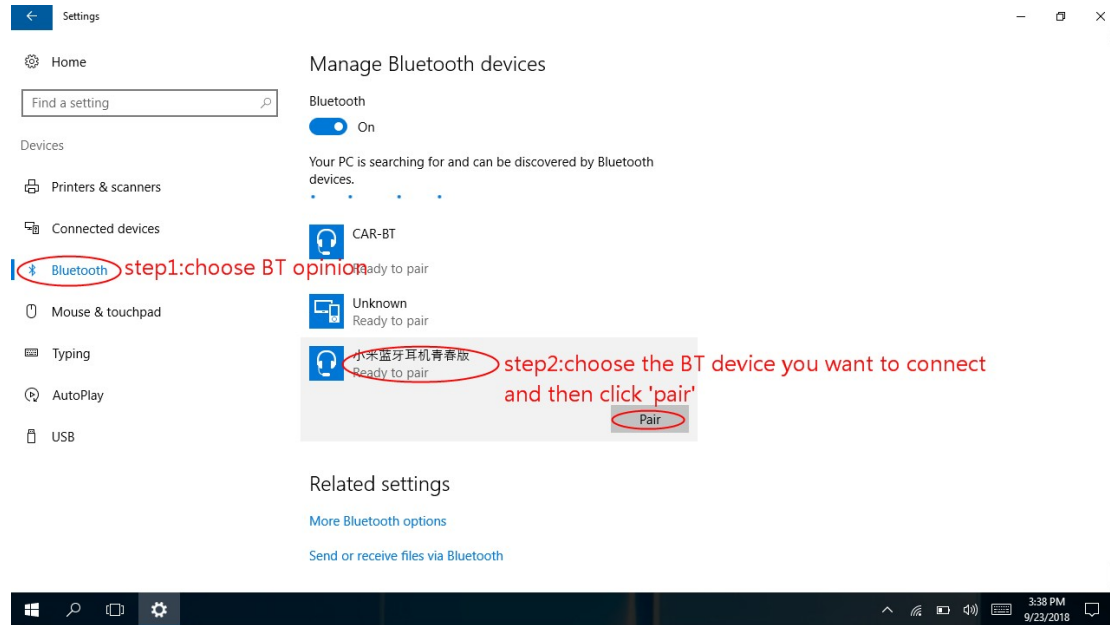 Settings
Home
Find a setting
Devices
Printers & scanners
Connected devices
Bluetooth
Mouse & touchpad
Typing
AutoPlay
USB
Manage Bluetooth devices
Bluetooth
On
Your PC is searching for and can be discovered by Bluetooth
devices.
CAR-BT
Ready to pair
step1:choose BT opinion
Unknown
Ready to pair
小米蓝牙耳机青春版
Ready to pair
step2:choose the BT device you want to connect
and then click 'pair'
Pair
Related settings
More Bluetooth options
Send or receive files via Bluetooth
3:38 PM
9/23/2018